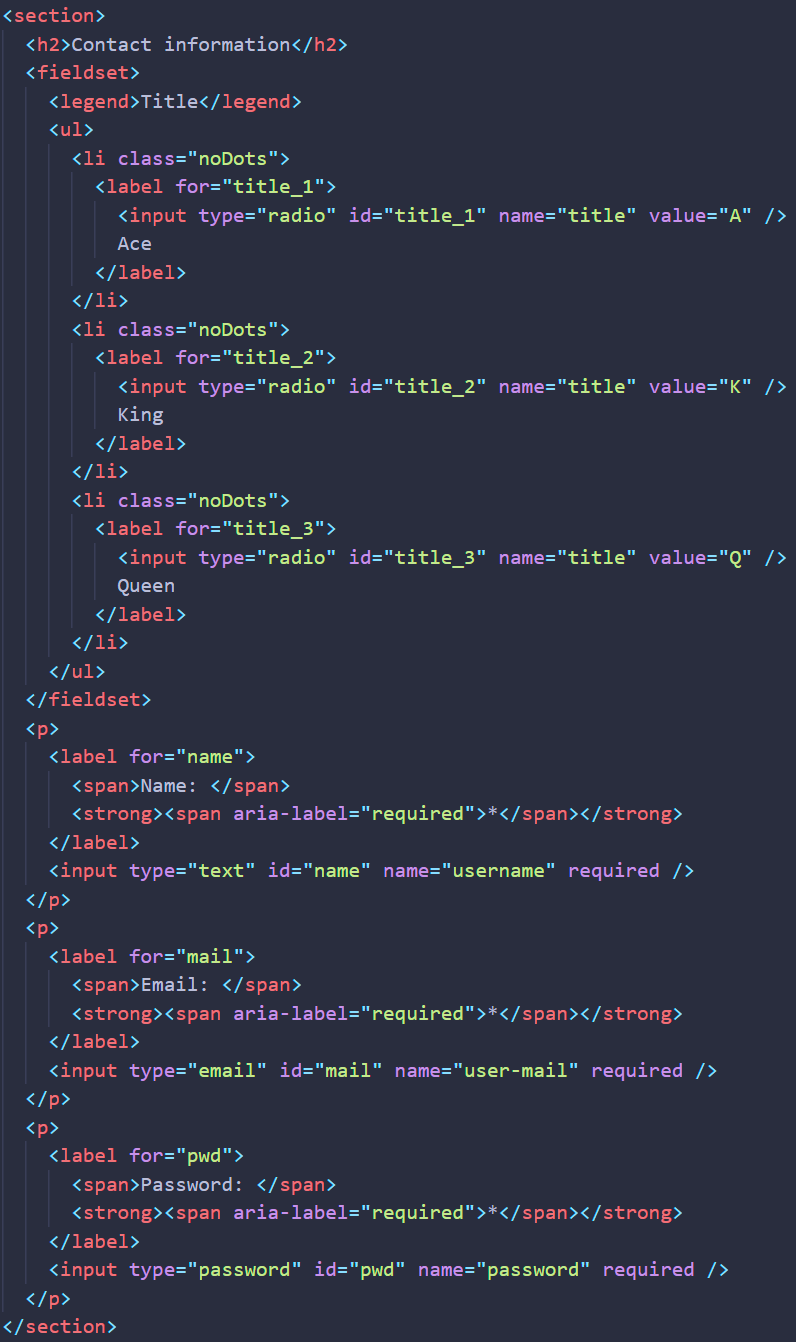 <section>
<h2>Contact information</h2>
<fieldset>
<legend>Title</legend>
<ul>
<li class="noDots">
<label for="title_1">
<input type="radio" id="title_1" name="title" value="A" />
Ace
</label>
</li>
<li class="noDots">
<label for="title_2">
<input type="radio" id="title_2" name="title" value="K" />
King
</label>
</li>
<li class="noDots">
<label for="title_3">
<input type="radio" id="title_3" name="title" value="Q" />
Queen
</label>
</li>
</ul>
</fieldset>
<p>
<label for="name">
<span>Name: </span>
<strong><span aria-label="required">*</span></strong>
</label>
<input type="text" id="name" name="username" required />
</p>
<p>
<label for="mail">
<span>Email: </span>
<strong><span aria-label="required">*</span></strong>
</label>
<input type="email" id="mail" name="user-mail" required />
</p>
<p>
<label for="pwd">
<span>Password: </span>
<strong><span aria-label="required">*</span></strong>
</label>
<input type="password" id="pwd" name="password" required />
</p>
</section>